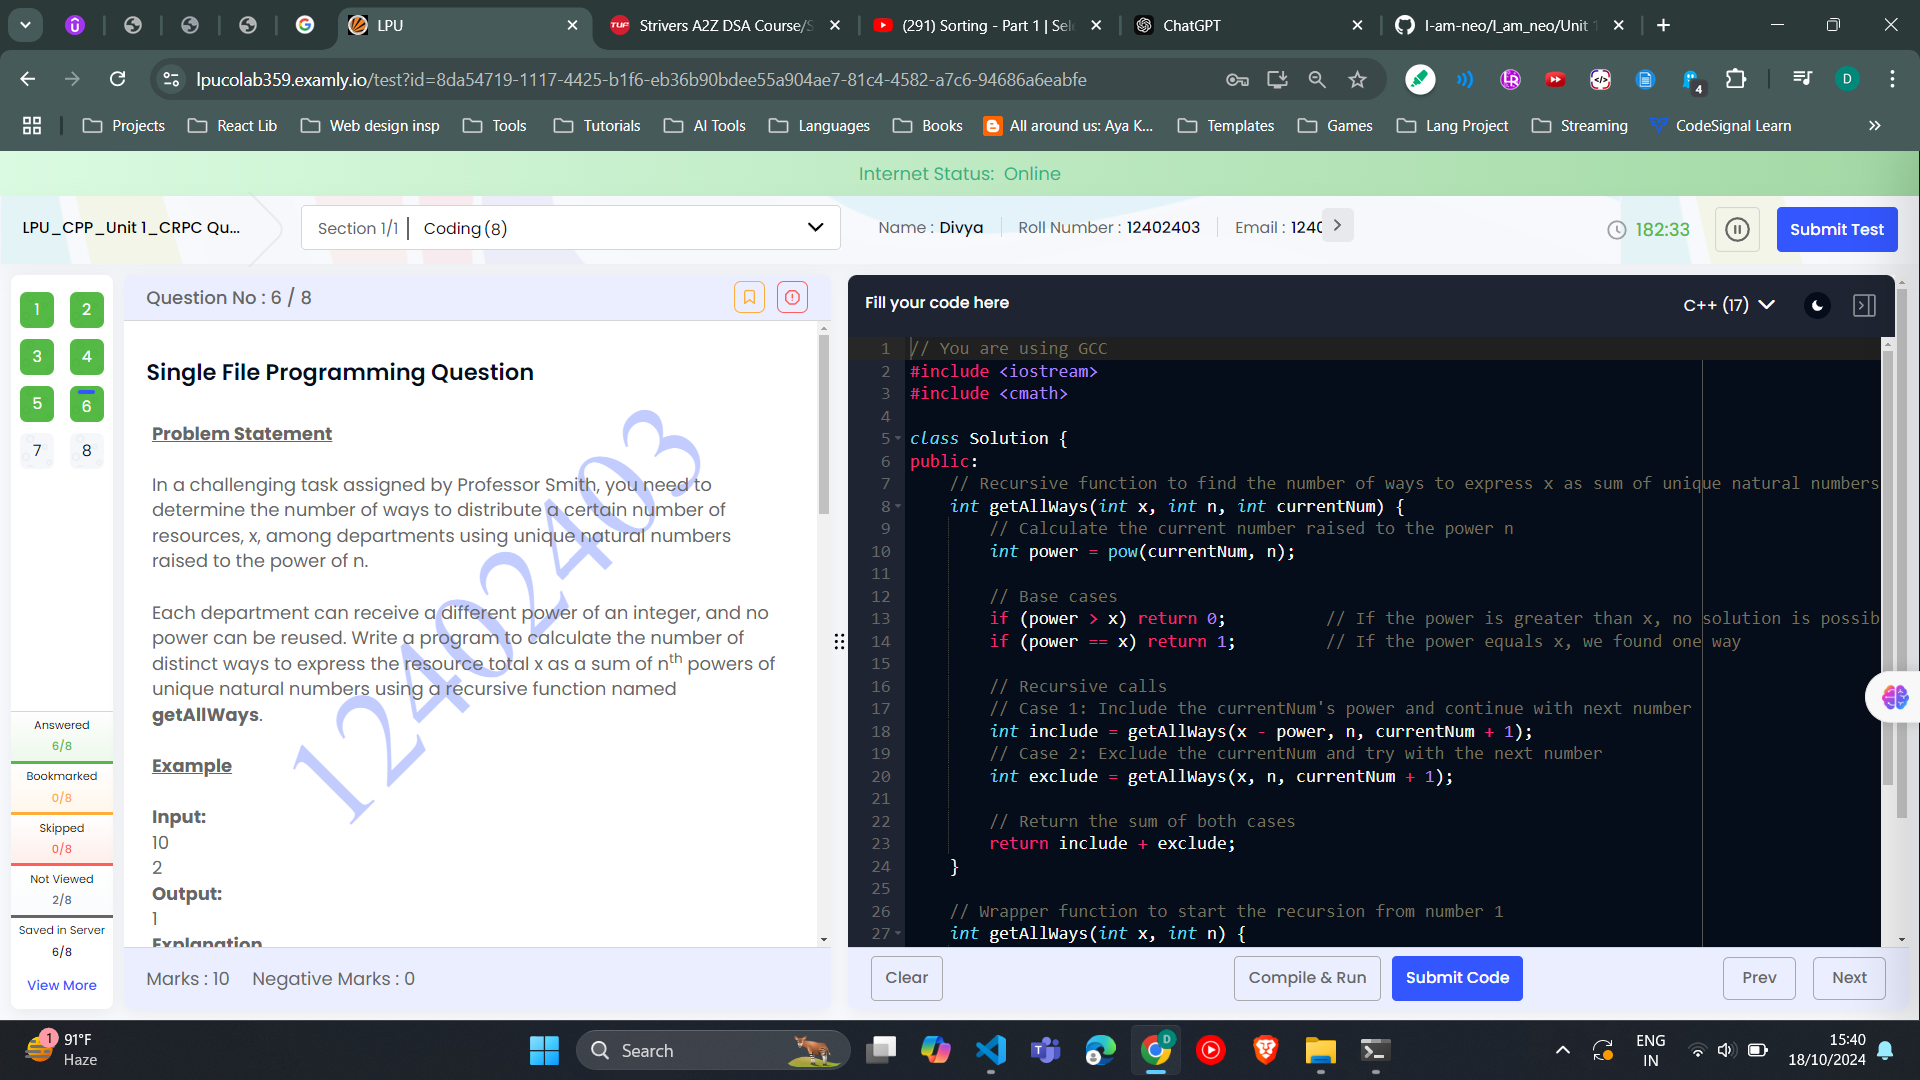 LPU
Strivers A2Z DSA Course/S
(291) Sorting - Part 1 | Sele
ChatGPT
I-am-neo/I_am_neo/Unit 1
lpucolab359.examly.io/test?id=8da54719-1117-4425-b1f6-eb36b90bdee55a904ae7-81c4-4582-a7c6-94686a6eabfe
4
D
Projects
React Lib
Web design insp
Tools
Tutorials
AI Tools
Languages
Books
All around us: Aya K...
Templates
Games
Lang Project
Streaming
CodeSignal Learn
Internet Status: Online
LPU_CPP_Unit 1_CRPC Qu...
Section 1/1 | Coding (8)
Name : Divya
Roll Number : 12402403
Email : 1240
182:33
Submit Test
1 2
3 4
5 6
7 8
Answered
6/8
Bookmarked
0/8
Skipped
0/8
Not Viewed
2/8
Saved in Server
6/8
View More
Question No : 6 / 8
Single File Programming Question
Problem Statement
In a challenging task assigned by Professor Smith, you need to
determine the number of ways to distribute a certain number of
resources, x, among departments using unique natural numbers
raised to the power of n.
Each department can receive a different power of an integer, and no
power can be reused. Write a program to calculate the number of
distinct ways to express the resource total x as a sum of nth powers of
unique natural numbers using a recursive function named
getAllWays.
Example
Input:
10
2
Output:
1
Explanation
12402403
Marks : 10 Negative Marks : 0
Fill your code here
C++ (17)
1 // You are using GCC
2 #include <iostream>
3 #include <cmath>
4
5 class Solution {
6 public:
7 // Recursive function to find the number of ways to express x as sum of unique natural numbers
8 int getAllWays(int x, int n, int currentNum) {
9 // Calculate the current number raised to the power n
10 int power = pow(currentNum, n);
11
12 // Base cases
13 if (power > x) return 0; // If the power is greater than x, no solution is possib
14 if (power == x) return 1; // If the power equals x, we found one way
15
16 // Recursive calls
17 // Case 1: Include the currentNum's power and continue with next number
18 int include = getAllWays(x - power, n, currentNum + 1);
19 // Case 2: Exclude the currentNum and try with the next number
20 int exclude = getAllWays(x, n, currentNum + 1);
21
22 // Return the sum of both cases
23 return include + exclude;
24 }
25
26 // Wrapper function to start the recursion from number 1
27 int getAllWays(int x, int n) {
Clear
Compile & Run
Submit Code
Prev
Next
1
91°F
Haze
Search
D
ENG
IN
15:40
18/10/2024